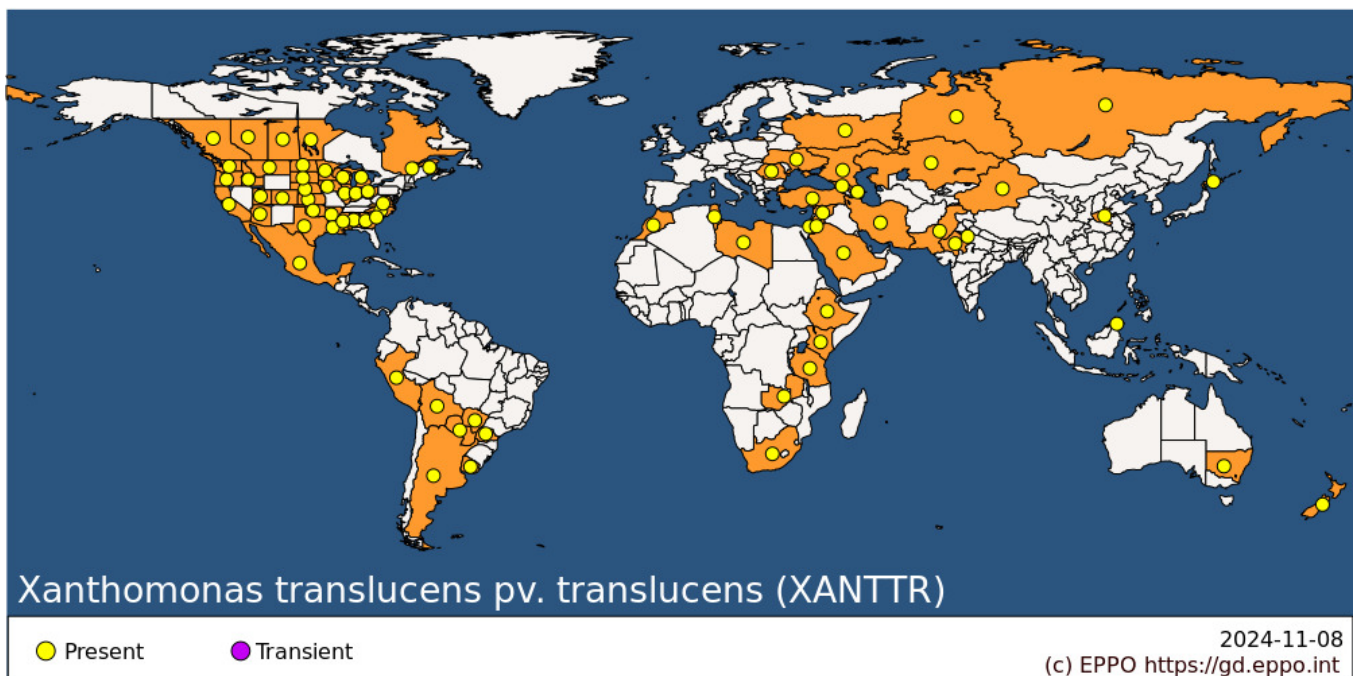 Xanthomonas translucens pv. translucens (XANTTR)
Present
Transient
2024-11-08
(c) EPPO https://gd.eppo.int